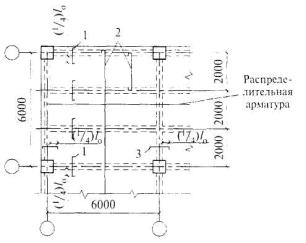 (1/4)l₀
1
2
2000
6000
2000
Распреде-
лительная
арматура
(1/4)l₀
(1/4)l₀
2000
1
3
(1/4)l₀
6000